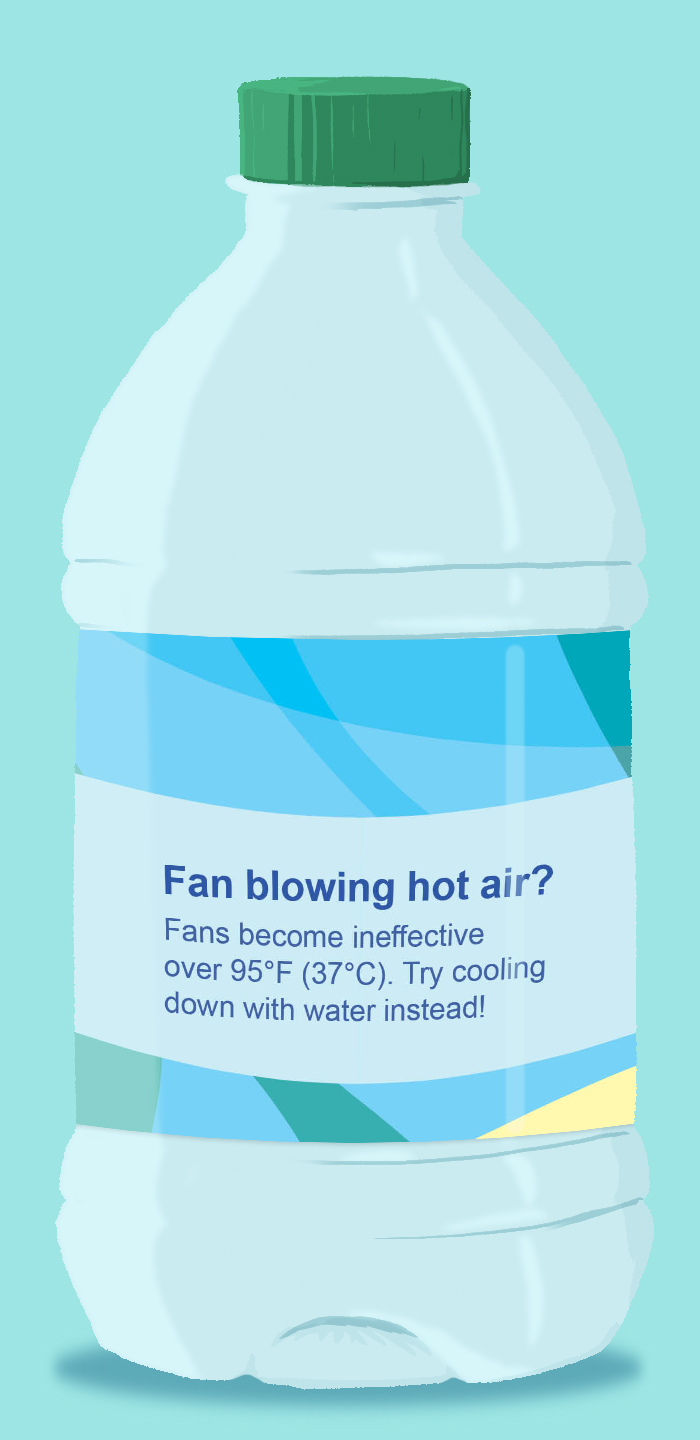 Fan blowing hot air?
Fans become ineffective
over 95°F (37°C). Try cooling
down with water instead!